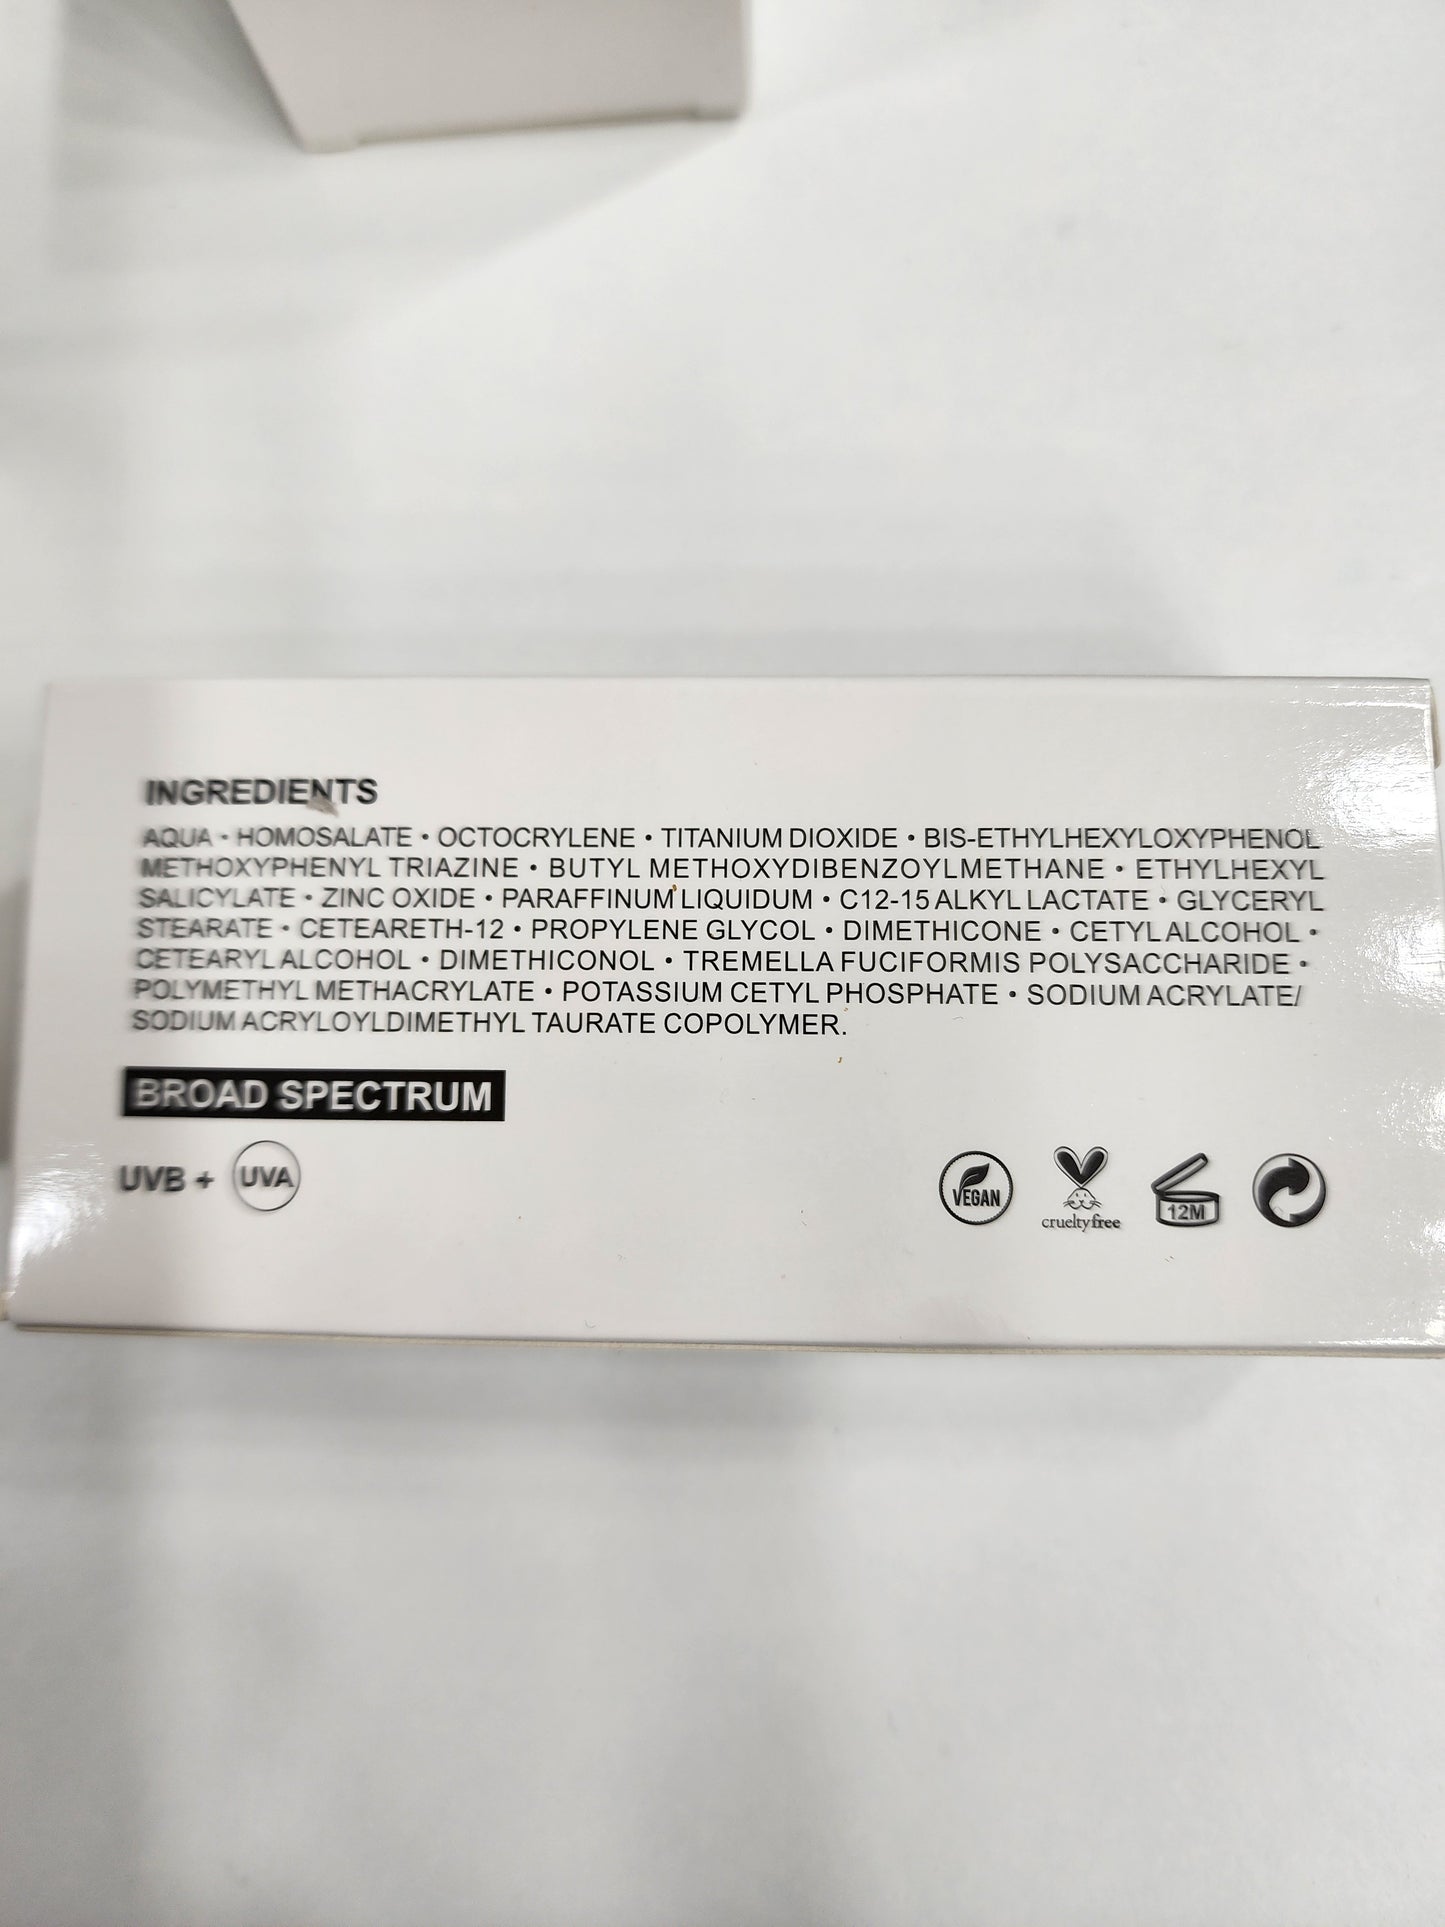 INGREDIENTS
AQUA • HOMOSALATE • OCTOCRYLENE • TITANIUM DIOXIDE • BIS-ETHYLHEXYLOXYPHENOL
METHOXYPHENYL TRIAZINE • BUTYL METHOXYDIBENZOYLMETHANE • ETHYLHEXYL
SALICYLATE • ZINC OXIDE • PARAFFINUM LIQUIDUM • C12-15 ALKYL LACTATE • GLYCERYL
STEARATE • CETEARETH-12 • PROPYLENE GLYCOL • DIMETHICONE • CETYL ALCOHOL •
CETEARYL ALCOHOL • DIMETHICONOL • TREMELLA FUCIFORMIS POLYSACCHARIDE •
POLYMETHYL METHACRYLATE • POTASSIUM CETYL PHOSPHATE • SODIUM ACRYLATE/
SODIUM ACRYLOYLDIMETHYL TAURATE COPOLYMER.
BROAD SPECTRUM
UVB + UVA
VEGAN
crueltyfree
12M